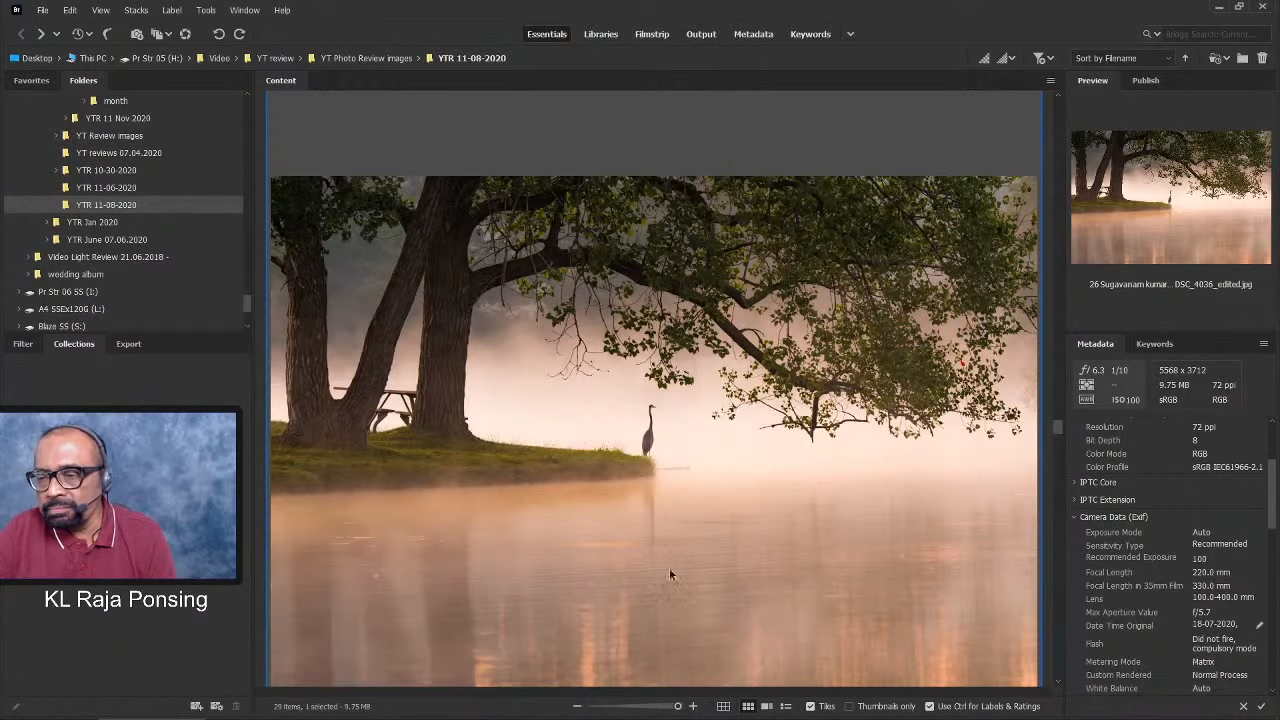 Br File Edit View Stacks Label Tools Window Help
Essentials Libraries Filmstrip Output Metadata Keywords Bridge Search: Current...
Desktop This PC Pr Str 05 (H:) Video YT review YT Photo Review images YTR 11-08-2020 Sort by Filename
Favorites Folders
month
YTR 11 Nov 2020
YT Review images
YT reviews 07.04.2020
YTR 10-30-2020
YTR 11-06-2020
YTR 11-08-2020
YTR Jan 2020
YTR June 07.06.2020
Video Light Review 21.06.2018 -
wedding album
Pr Str 06 SS (I:)
A4 SSEx120G (L:)
Blaze SS (S:)
Filter Collections Export
KL Raja Ponsing
Content
29 items, 1 selected - 9.75 MB
Tiles Thumbnails only Use Ctrl for Labels & Ratings
Preview Publish
26 Sugavanam kumar... DSC_4036_edited.jpg
Metadata Keywords
f/ 6.3 1/10 5568 x 3712
-- 9.75 MB 72 ppi
AWB ISO100 sRGB RGB
Resolution 72 ppi
Bit Depth 8
Color Mode RGB
Color Profile sRGB IEC61966-2.1
IPTC Core
IPTC Extension
Camera Data (Exif)
Exposure Mode Auto
Sensitivity Type Recommended
Recommended Exposure 100
Focal Length 220.0 mm
Focal Length in 35mm Film 330.0 mm
Lens 100.0-400.0 mm
Max Aperture Value f/5.7
Date Time Original 18-07-2020,
Flash Did not fire,
compulsory mode
Metering Mode Matrix
Custom Rendered Normal Process
White Balance Auto